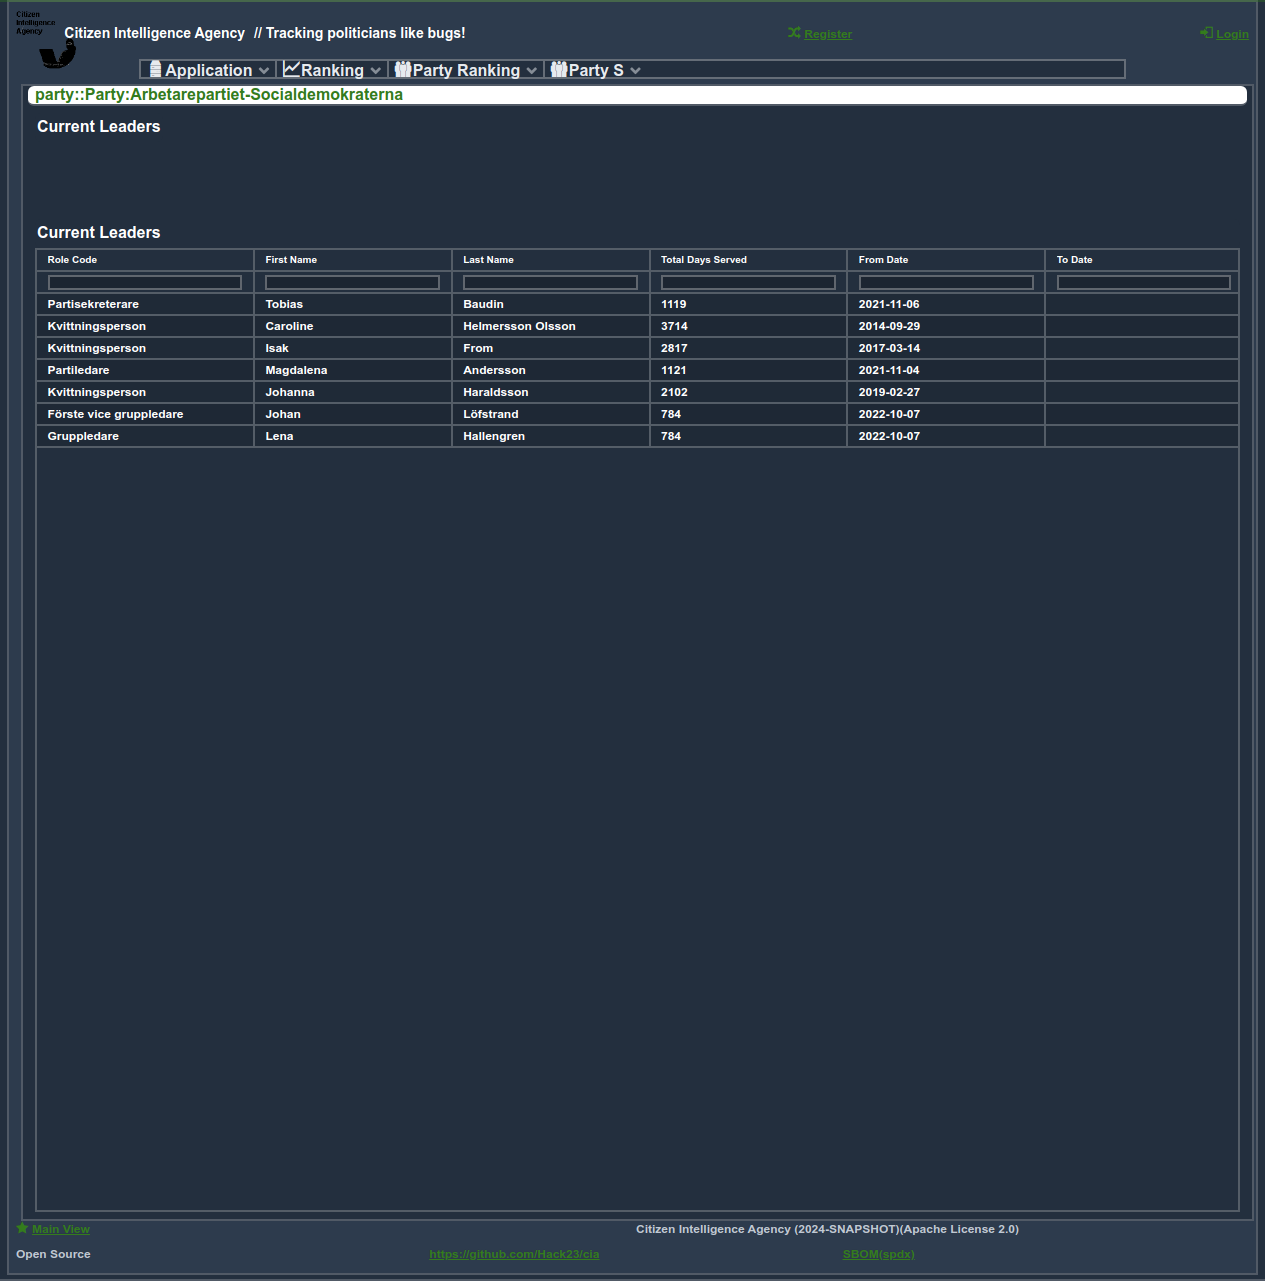 Citizen
Intelligence
Agency
Citizen Intelligence Agency // Tracking politicians like bugs!
Register
Login
Application
Ranking
Party Ranking
Party S
party::Party:Arbetarepartiet-Socialdemokraterna
Current Leaders
Current Leaders
Role Code First Name Last Name Total Days Served From Date To Date
Partisekreterare Tobias Baudin 1119 2021-11-06
Kvittningsperson Caroline Helmersson Olsson 3714 2014-09-29
Kvittningsperson Isak From 2817 2017-03-14
Partiledare Magdalena Andersson 1121 2021-11-04
Kvittningsperson Johanna Haraldsson 2102 2019-02-27
Förste vice gruppledare Johan Löfstrand 784 2022-10-07
Gruppledare Lena Hallengren 784 2022-10-07
Main View
Citizen Intelligence Agency (2024-SNAPSHOT)(Apache License 2.0)
Open Source
https://github.com/Hack23/cia
SBOM(spdx)